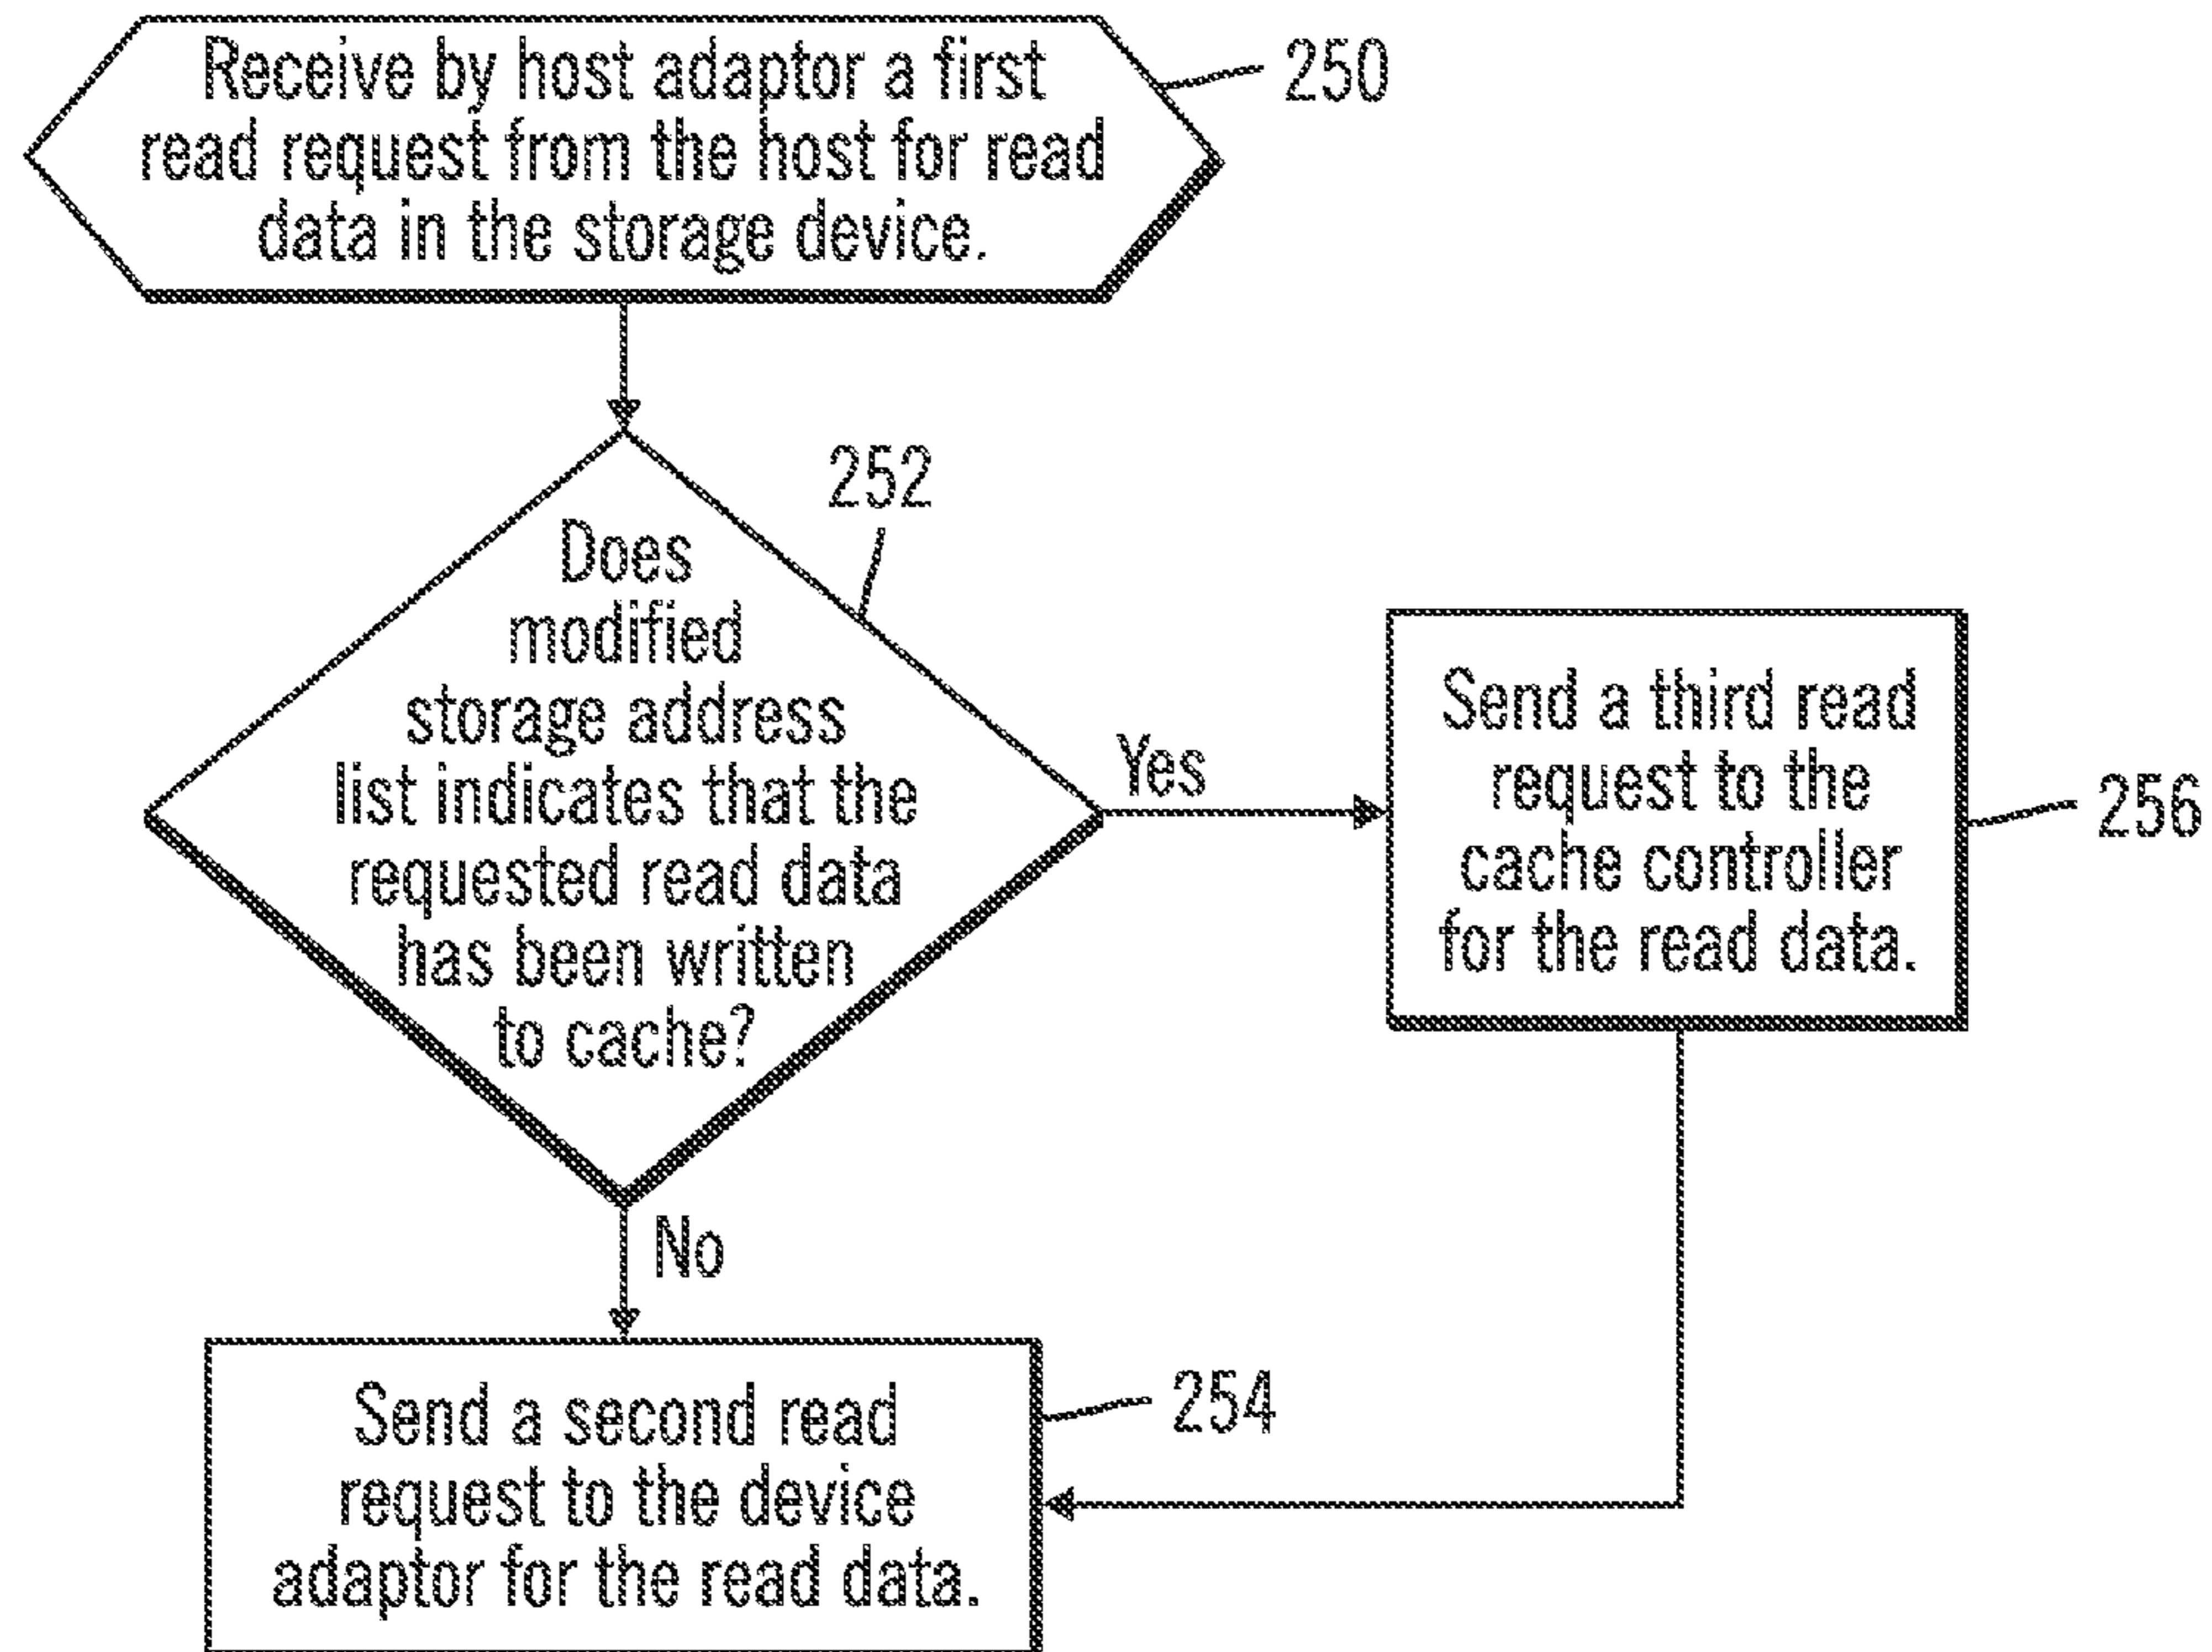 Receive by host adaptor a first
read request from the host for read
data in the storage device.
250
252
Does
modified
storage address
list indicates that the
requested read data
has been written
to cache?
Yes
Send a third read
request to the
cache controller
for the read data.
256
No
Send a second read
request to the device
adaptor for the read data.
254